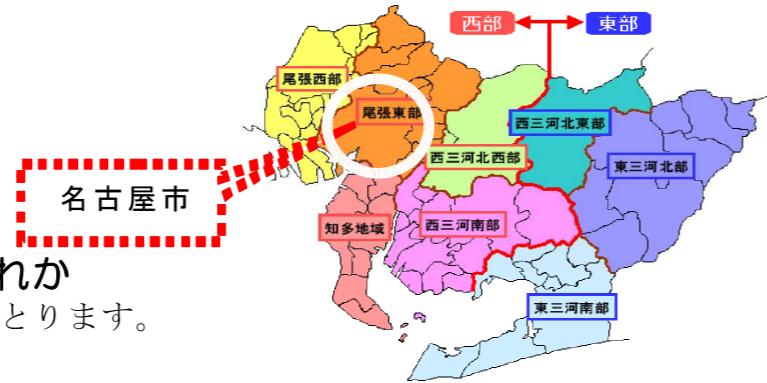 西部
東部
尾張西部
尾張東部
西三河北東部
西三河北西部
東三河北部
名古屋市
知多地域
西三河南部
れか
とります。
東三河南部